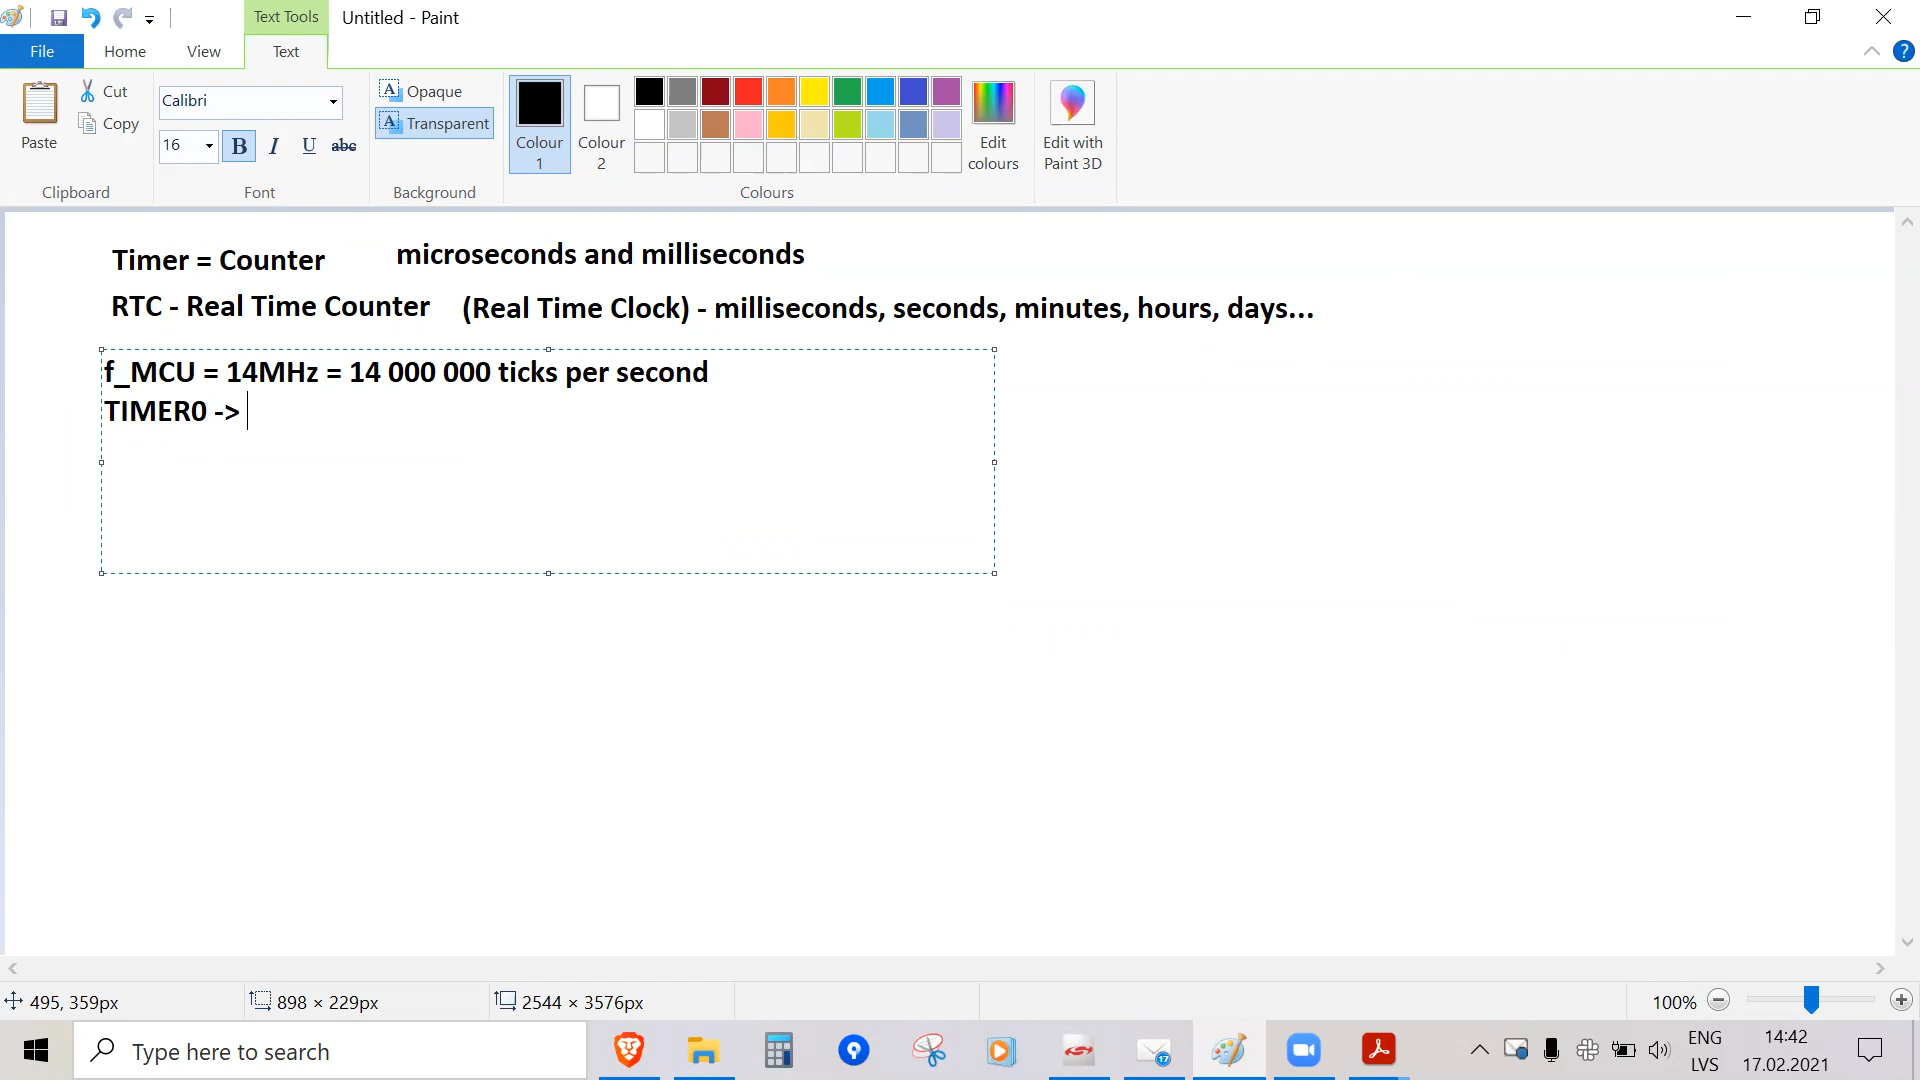 Text Tools
Untitled - Paint
File
Home
View
Text
Paste
Cut
Copy
Clipboard
Calibri
16
B
I
U
abc
Font
A
Opaque
A
Transparent
Background
Colour 1
Colour 2
Colours
Edit colours
Edit with Paint 3D
?
Timer = Counter
microseconds and milliseconds
RTC - Real Time Counter
(Real Time Clock) - milliseconds, seconds, minutes, hours, days...
f_MCU = 14MHz = 14 000 000 ticks per second
TIMER0 ->
495, 359px
898 × 229px
2544 × 3576px
100%
Type here to search
17
ENG
LVS
14:42
17.02.2021